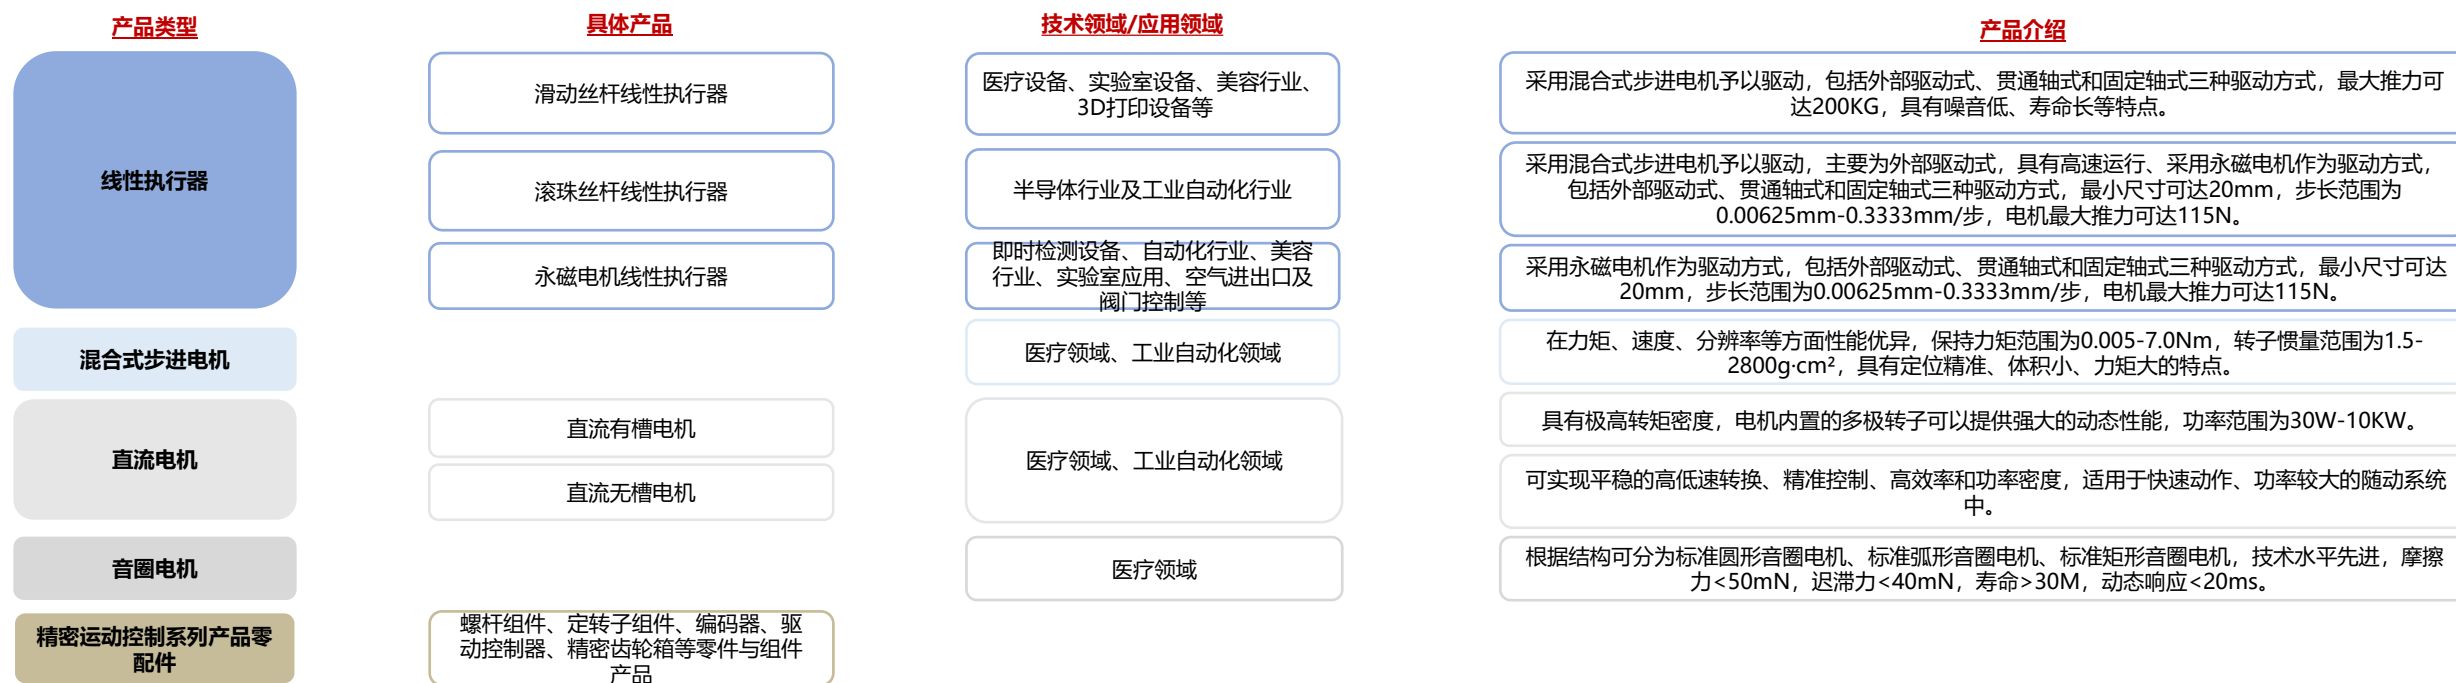 产品类型
具体产品
技术领域/应用领域
产品介绍
线性执行器
滑动丝杆线性执行器
医疗设备、实验室设备、美容行业、
3D打印设备等
采用混合式步进电机予以驱动，包括外部驱动式、贯通轴式和固定轴式三种驱动方式，最大推力可
达200KG，具有噪音低、寿命长等特点。
滚珠丝杆线性执行器
半导体行业及工业自动化行业
采用混合式步进电机予以驱动，主要为外部驱动式，具有高速运行、采用永磁电机作为驱动方式，
包括外部驱动式、贯通轴式和固定轴式三种驱动方式，最小尺寸可达20mm，步长范围为
0.00625mm-0.3333mm/步，电机最大推力可达115N。
永磁电机线性执行器
即时检测设备、自动化行业、美容
行业、实验室应用、空气进出口及
阀门控制等
采用永磁电机作为驱动方式，包括外部驱动式、贯通轴式和固定轴式三种驱动方式，最小尺寸可达
20mm，步长范围为0.00625mm-0.3333mm/步，电机最大推力可达115N。
混合式步进电机
医疗领域、工业自动化领域
在力矩、速度、分辨率等方面性能优异，保持力矩范围为0.005-7.0Nm，转子惯量范围为1.5-
2800g·cm²，具有定位精准、体积小、力矩大的特点。
直流电机
直流有槽电机
医疗领域、工业自动化领域
具有极高转矩密度，电机内置的多极转子可以提供强大的动态性能，功率范围为30W-10KW。
直流无槽电机
可实现平稳的高低速转换、精准控制、高效率和功率密度，适用于快速动作、功率较大的随动系统
中。
音圈电机
医疗领域
根据结构可分为标准圆形音圈电机、标准弧形音圈电机、标准矩形音圈电机，技术水平先进，摩擦
力<50mN，迟滞力<40mN，寿命>30M，动态响应<20ms。
精密运动控制系列产品零
配件
螺杆组件、定转子组件、编码器、驱
动控制器、精密齿轮箱等零件与组件
产品